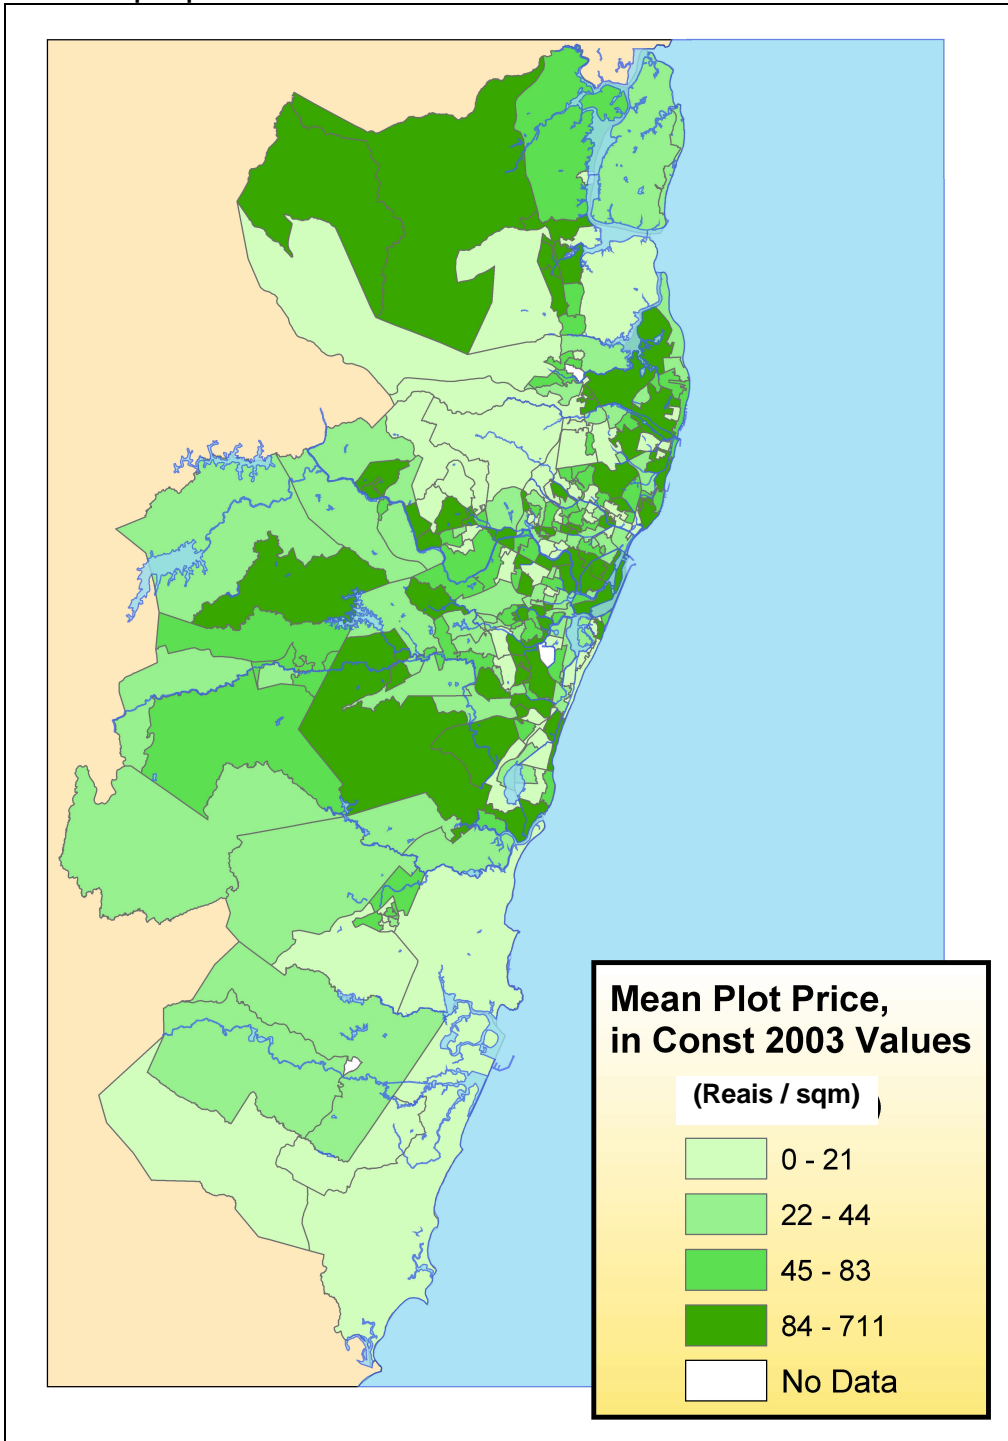 Mean Plot Price,
in Const 2003 Values
(Reais / sqm)
0 - 21
22 - 44
45 - 83
84 - 711
No Data